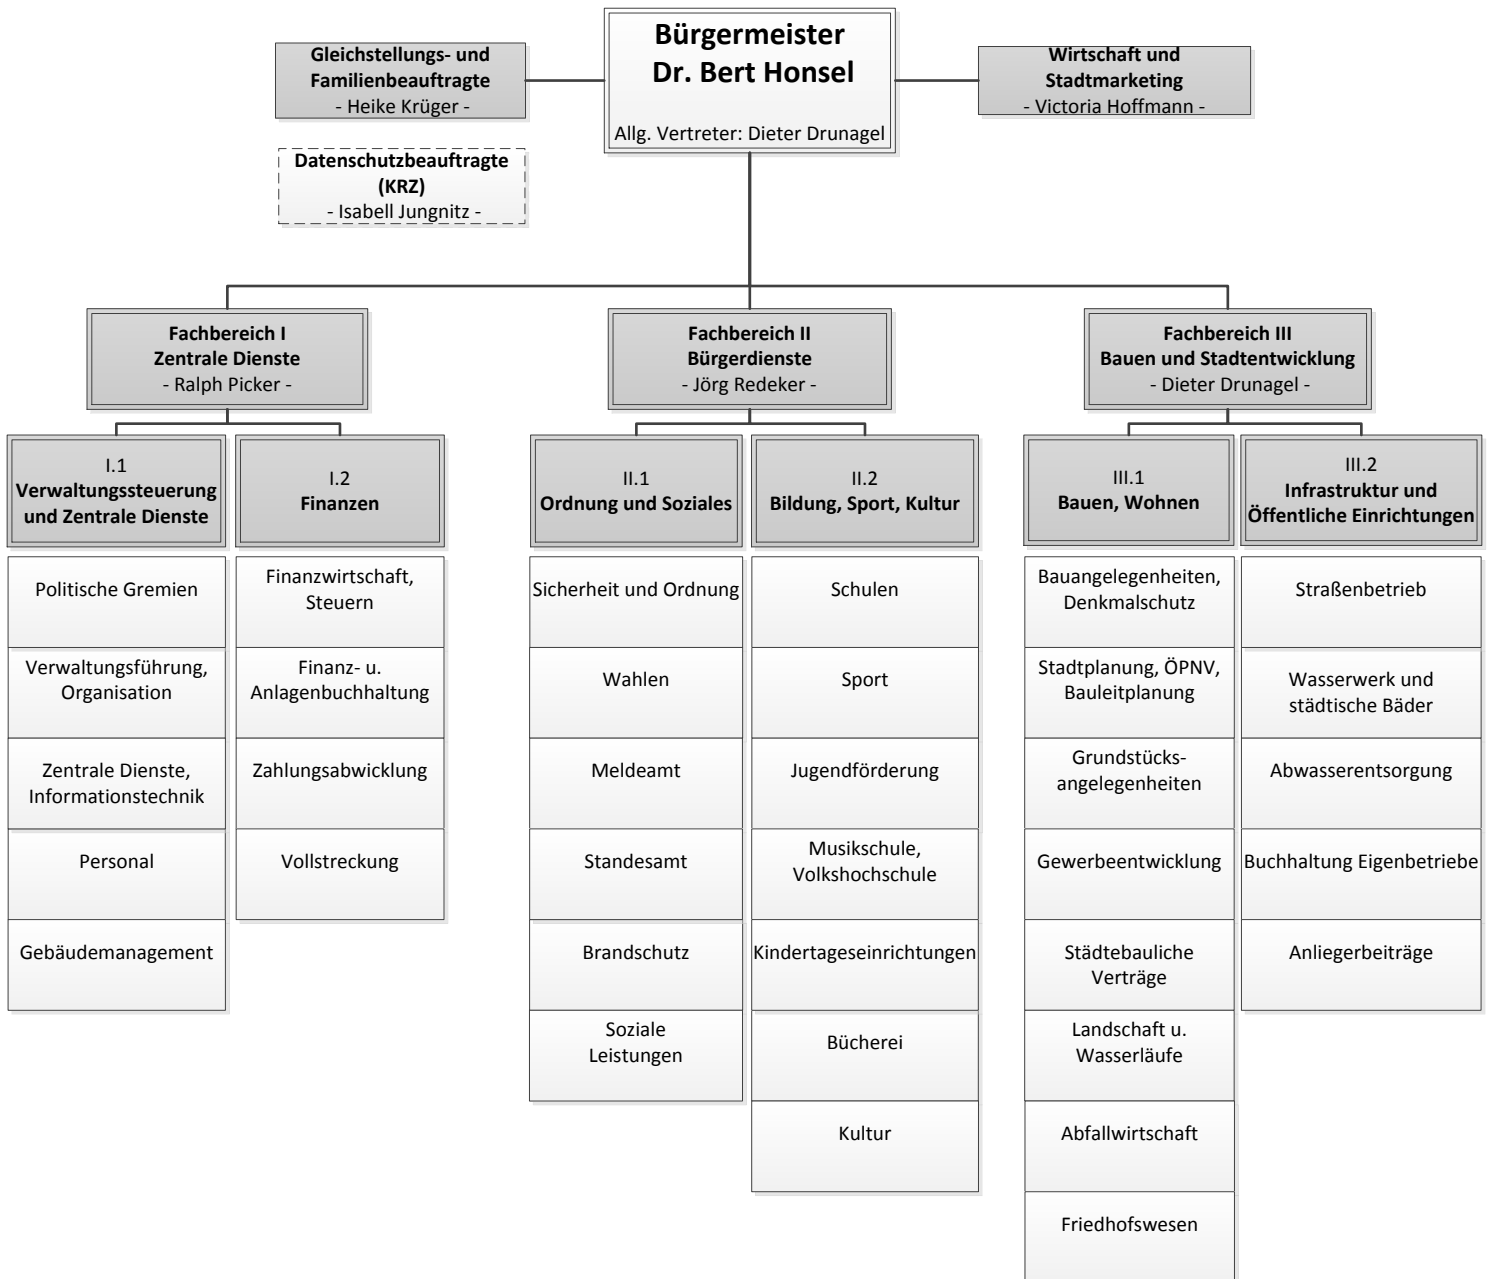 Bürgermeister
Dr. Bert Honsel
Allg. Vertreter: Dieter Drunagel
Gleichstellungs- und
Familienbeauftragte
- Heike Krüger -
Wirtschaft und
Stadtmarketing
- Victoria Hoffmann -
Datenschutzbeauftragte
(KRZ)
- Isabell Jungnitz -
Fachbereich I
Zentrale Dienste
- Ralph Picker -
Fachbereich II
Bürgerdienste
- Jörg Redeker -
Fachbereich III
Bauen und Stadtentwicklung
- Dieter Drunagel -
I.1
Verwaltungssteuerung
und Zentrale Dienste
Politische Gremien
Verwaltungsführung,
Organisation
Zentrale Dienste,
Informationstechnik
Personal
Gebäudemanagement
I.2
Finanzen
Finanzwirtschaft,
Steuern
Finanz- u.
Anlagenbuchhaltung
Zahlungsabwicklung
Vollstreckung
II.1
Ordnung und Soziales
Sicherheit und Ordnung
Wahlen
Meldeamt
Standesamt
Brandschutz
Soziale
Leistungen
II.2
Bildung, Sport, Kultur
Schulen
Sport
Jugendförderung
Musikschule,
Volkshochschule
Kindertageseinrichtungen
Bücherei
Kultur
III.1
Bauen, Wohnen
Bauangelegenheiten,
Denkmalschutz
Stadtplanung, ÖPNV,
Bauleitplanung
Grundstücks-
angelegenheiten
Gewerbeentwicklung
Städtebauliche
Verträge
Landschaft u.
Wasserläufe
Abfallwirtschaft
Friedhofswesen
III.2
Infrastruktur und
Öffentliche Einrichtungen
Straßenbetrieb
Wasserwerk und
städtische Bäder
Abwasserentsorgung
Buchhaltung Eigenbetriebe
Anliegerbeiträge